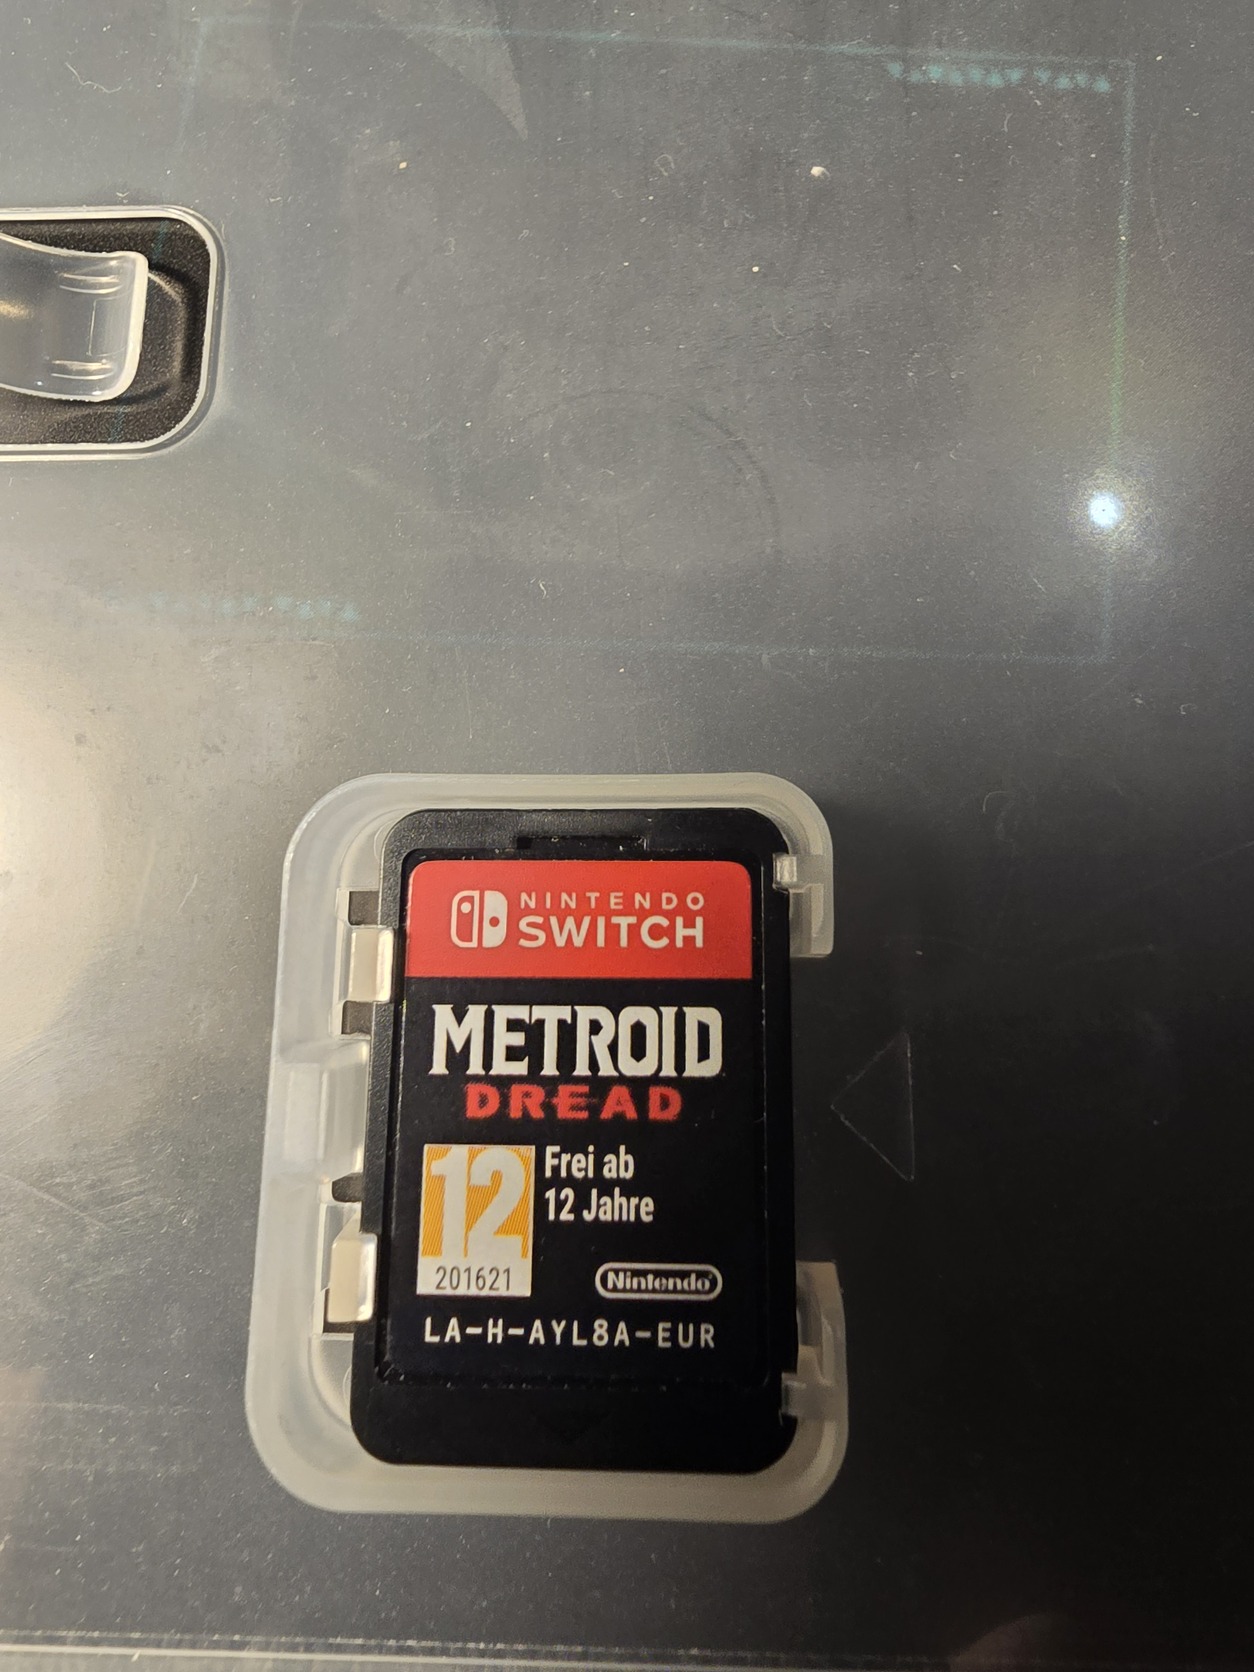 NINTENDO
SWITCH
METROID
DREAD
12
Frei ab
12 Jahre
201621
Nintendo
LA-H-AYL8A-EUR